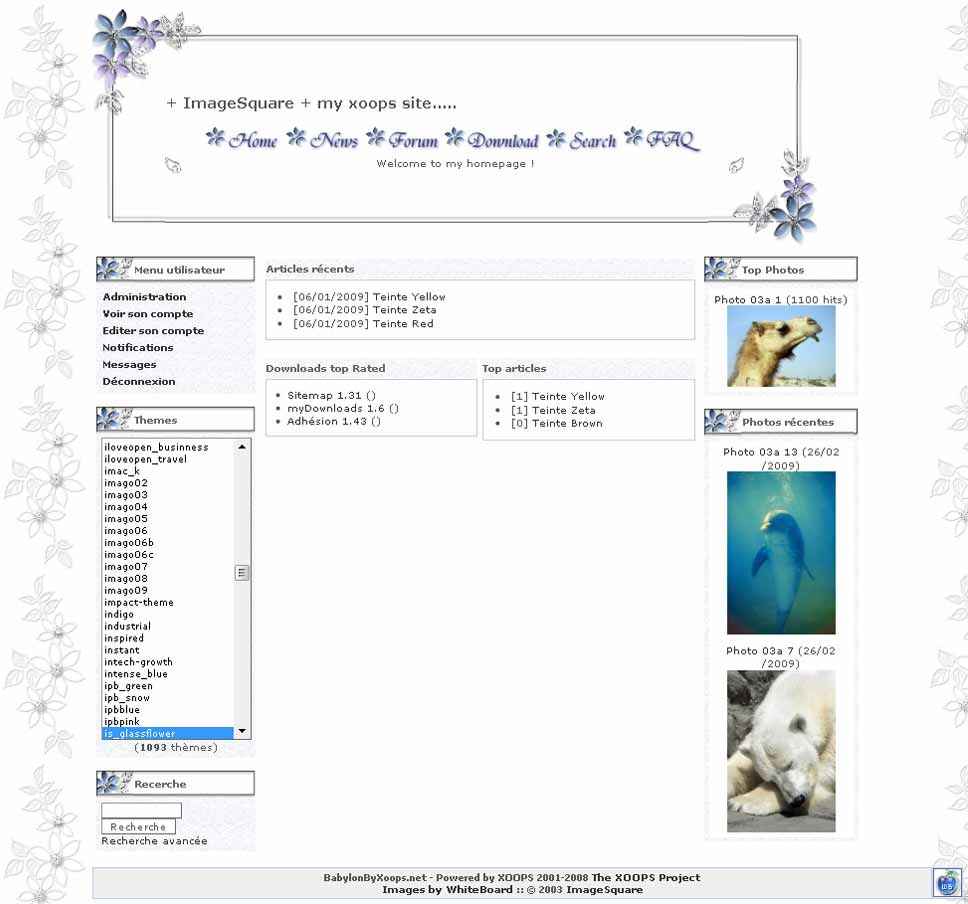 + ImageSquare + my xoops site.....
Home News Forum Download Search FAQ
Welcome to my homepage !
Menu utilisateur
Administration
Voir son compte
Editer son compte
Notifications
Messages
Déconnexion
Themes
iloveopen_businness
iloveopen_travel
imac_k
imago02
imago03
imago04
imago05
imago06
imago06b
imago06c
imago07
imago08
imago09
impact-theme
indigo
industrial
inspired
instant
intech-growth
intense_blue
ipb_green
ipb_snow
ipbblue
ipbpink
is_glassflower
(1093 thèmes)
Recerche
Recherche
Recherche avancée
Articles récents
[06/01/2009] Teinte Yellow
[06/01/2009] Teinte Zeta
[06/01/2009] Teinte Red
Downloads top Rated
Sitemap 1.31 ()
myDownloads 1.6 ()
Adhésion 1.43 ()
Top articles
[1] Teinte Yellow
[1] Teinte Zeta
[0] Teinte Brown
Top Photos
Photo 03a 1 (1100 hits)
Photos récentes
Photo 03a 13 (26/02
/2009)
Photo 03a 7 (26/02
/2009)
BabylonByXoops.net - Powered by XOOPS 2001-2008 The XOOPS Project
Images by WhiteBoard :: © 2003 ImageSquare
WB